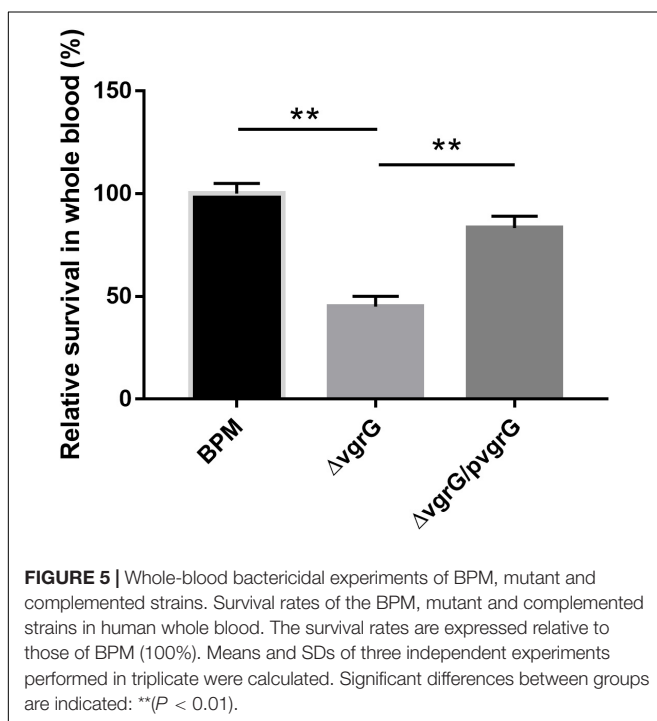 Relative survival in whole blood (%)
150
100
50
0
**
**
BPM
ΔvgrG
ΔvgrG/pvgrG
FIGURE 5 | Whole-blood bactericidal experiments of BPM, mutant and
complemented strains. Survival rates of the BPM, mutant and complemented
strains in human whole blood. The survival rates are expressed relative to
those of BPM (100%). Means and SDs of three independent experiments
performed in triplicate were calculated. Significant differences between groups
are indicated: **(P < 0.01).